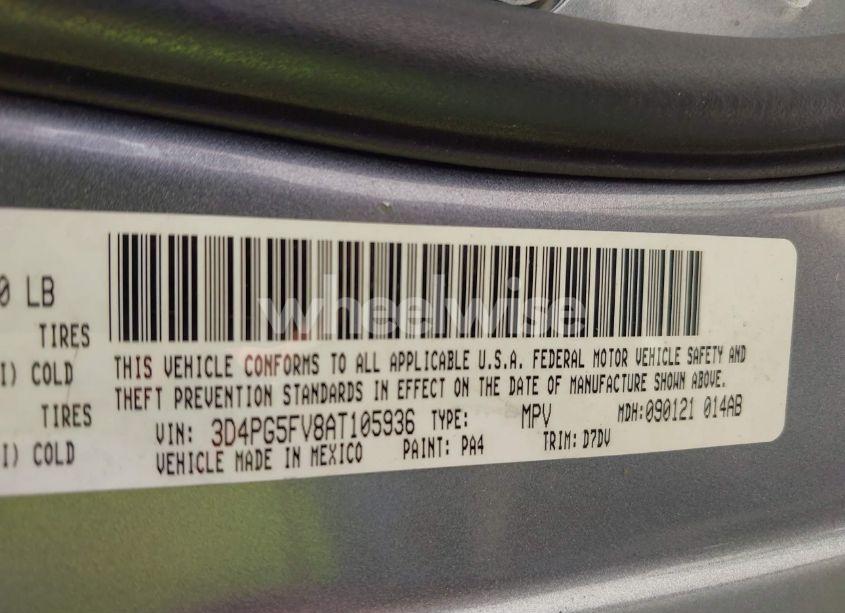 0 LB
TIRES
I) COLD
TIRES
I) COLD
wheelwise
THIS VEHICLE CONFORMS TO ALL APPLICABLE U.S.A. FEDERAL MOTOR VEHICLE SAFETY AND
THEFT PREVENTION STANDARDS IN EFFECT ON THE DATE OF MANUFACTURE SHOWN ABOVE.
VIN: 3D4PG5FV8AT105936 TYPE: MPV MDH:090121 014AB
VEHICLE MADE IN MEXICO PAINT: PA4 TRIM: D7DV